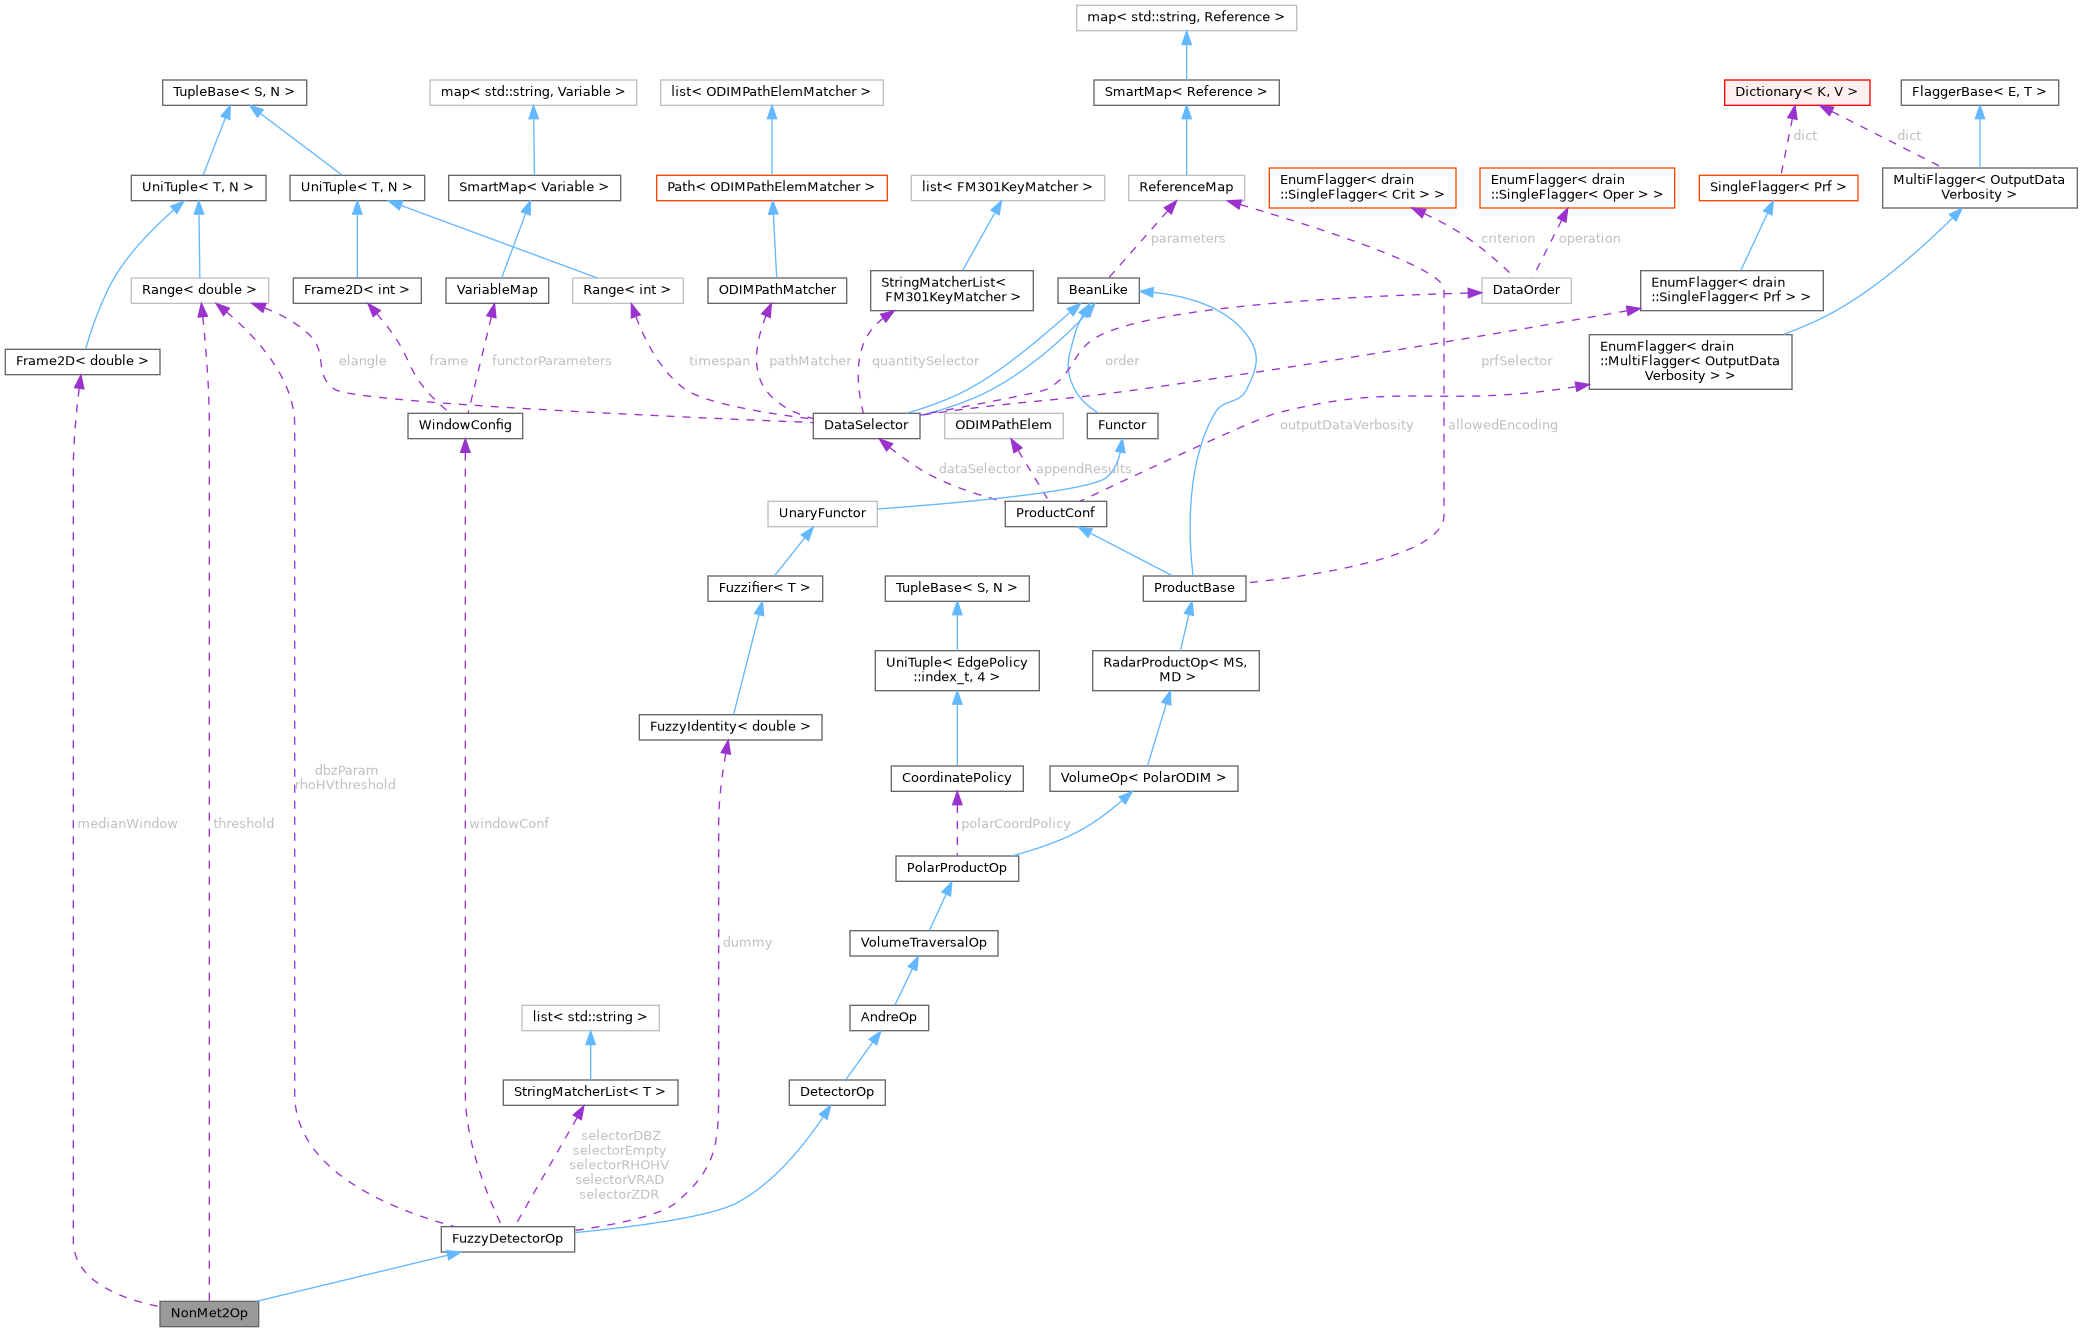 map< std::string, Reference >
TupleBase< S, N >
map< std::string, Variable >
list< ODIMPathElemMatcher >
SmartMap< Reference >
Dictionary< K, V >
FlaggerBase< E, T >
dict
dict
UniTuple< T, N >
UniTuple< T, N >
SmartMap< Variable >
Path< ODIMPathElemMatcher >
list< FM301KeyMatcher >
ReferenceMap
EnumFlagger< drain
::SingleFlagger< Crit > >
EnumFlagger< drain
::SingleFlagger< Oper > >
SingleFlagger< Prf >
MultiFlagger< OutputData
Verbosity >
parameters
criterion
operation
Range< double >
Frame2D< int >
VariableMap
Range< int >
ODIMPathMatcher
StringMatcherList<
FM301KeyMatcher >
BeanLike
DataOrder
EnumFlagger< drain
::SingleFlagger< Prf > >
Frame2D< double >
elangle
frame
functorParameters
timespan
pathMatcher
quantitySelector
order
prfSelector
EnumFlagger< drain
::MultiFlagger< OutputData
Verbosity > >
WindowConfig
DataSelector
ODIMPathElem
Functor
outputDataVerbosity
allowedEncoding
dataSelector
appendResults
UnaryFunctor
ProductConf
Fuzzifier< T >
TupleBase< S, N >
ProductBase
UniTuple< EdgePolicy
::index_t, 4 >
RadarProductOp< MS,
MD >
FuzzyIdentity< double >
dbzParam
rhoHVthreshold
CoordinatePolicy
VolumeOp< PolarODIM >
medianWindow
threshold
windowConf
polarCoordPolicy
PolarProductOp
dummy
VolumeTraversalOp
list< std::string >
AndreOp
StringMatcherList< T >
DetectorOp
selectorDBZ
selectorEmpty
selectorRHOHV
selectorVRAD
selectorZDR
FuzzyDetectorOp
NonMet2Op